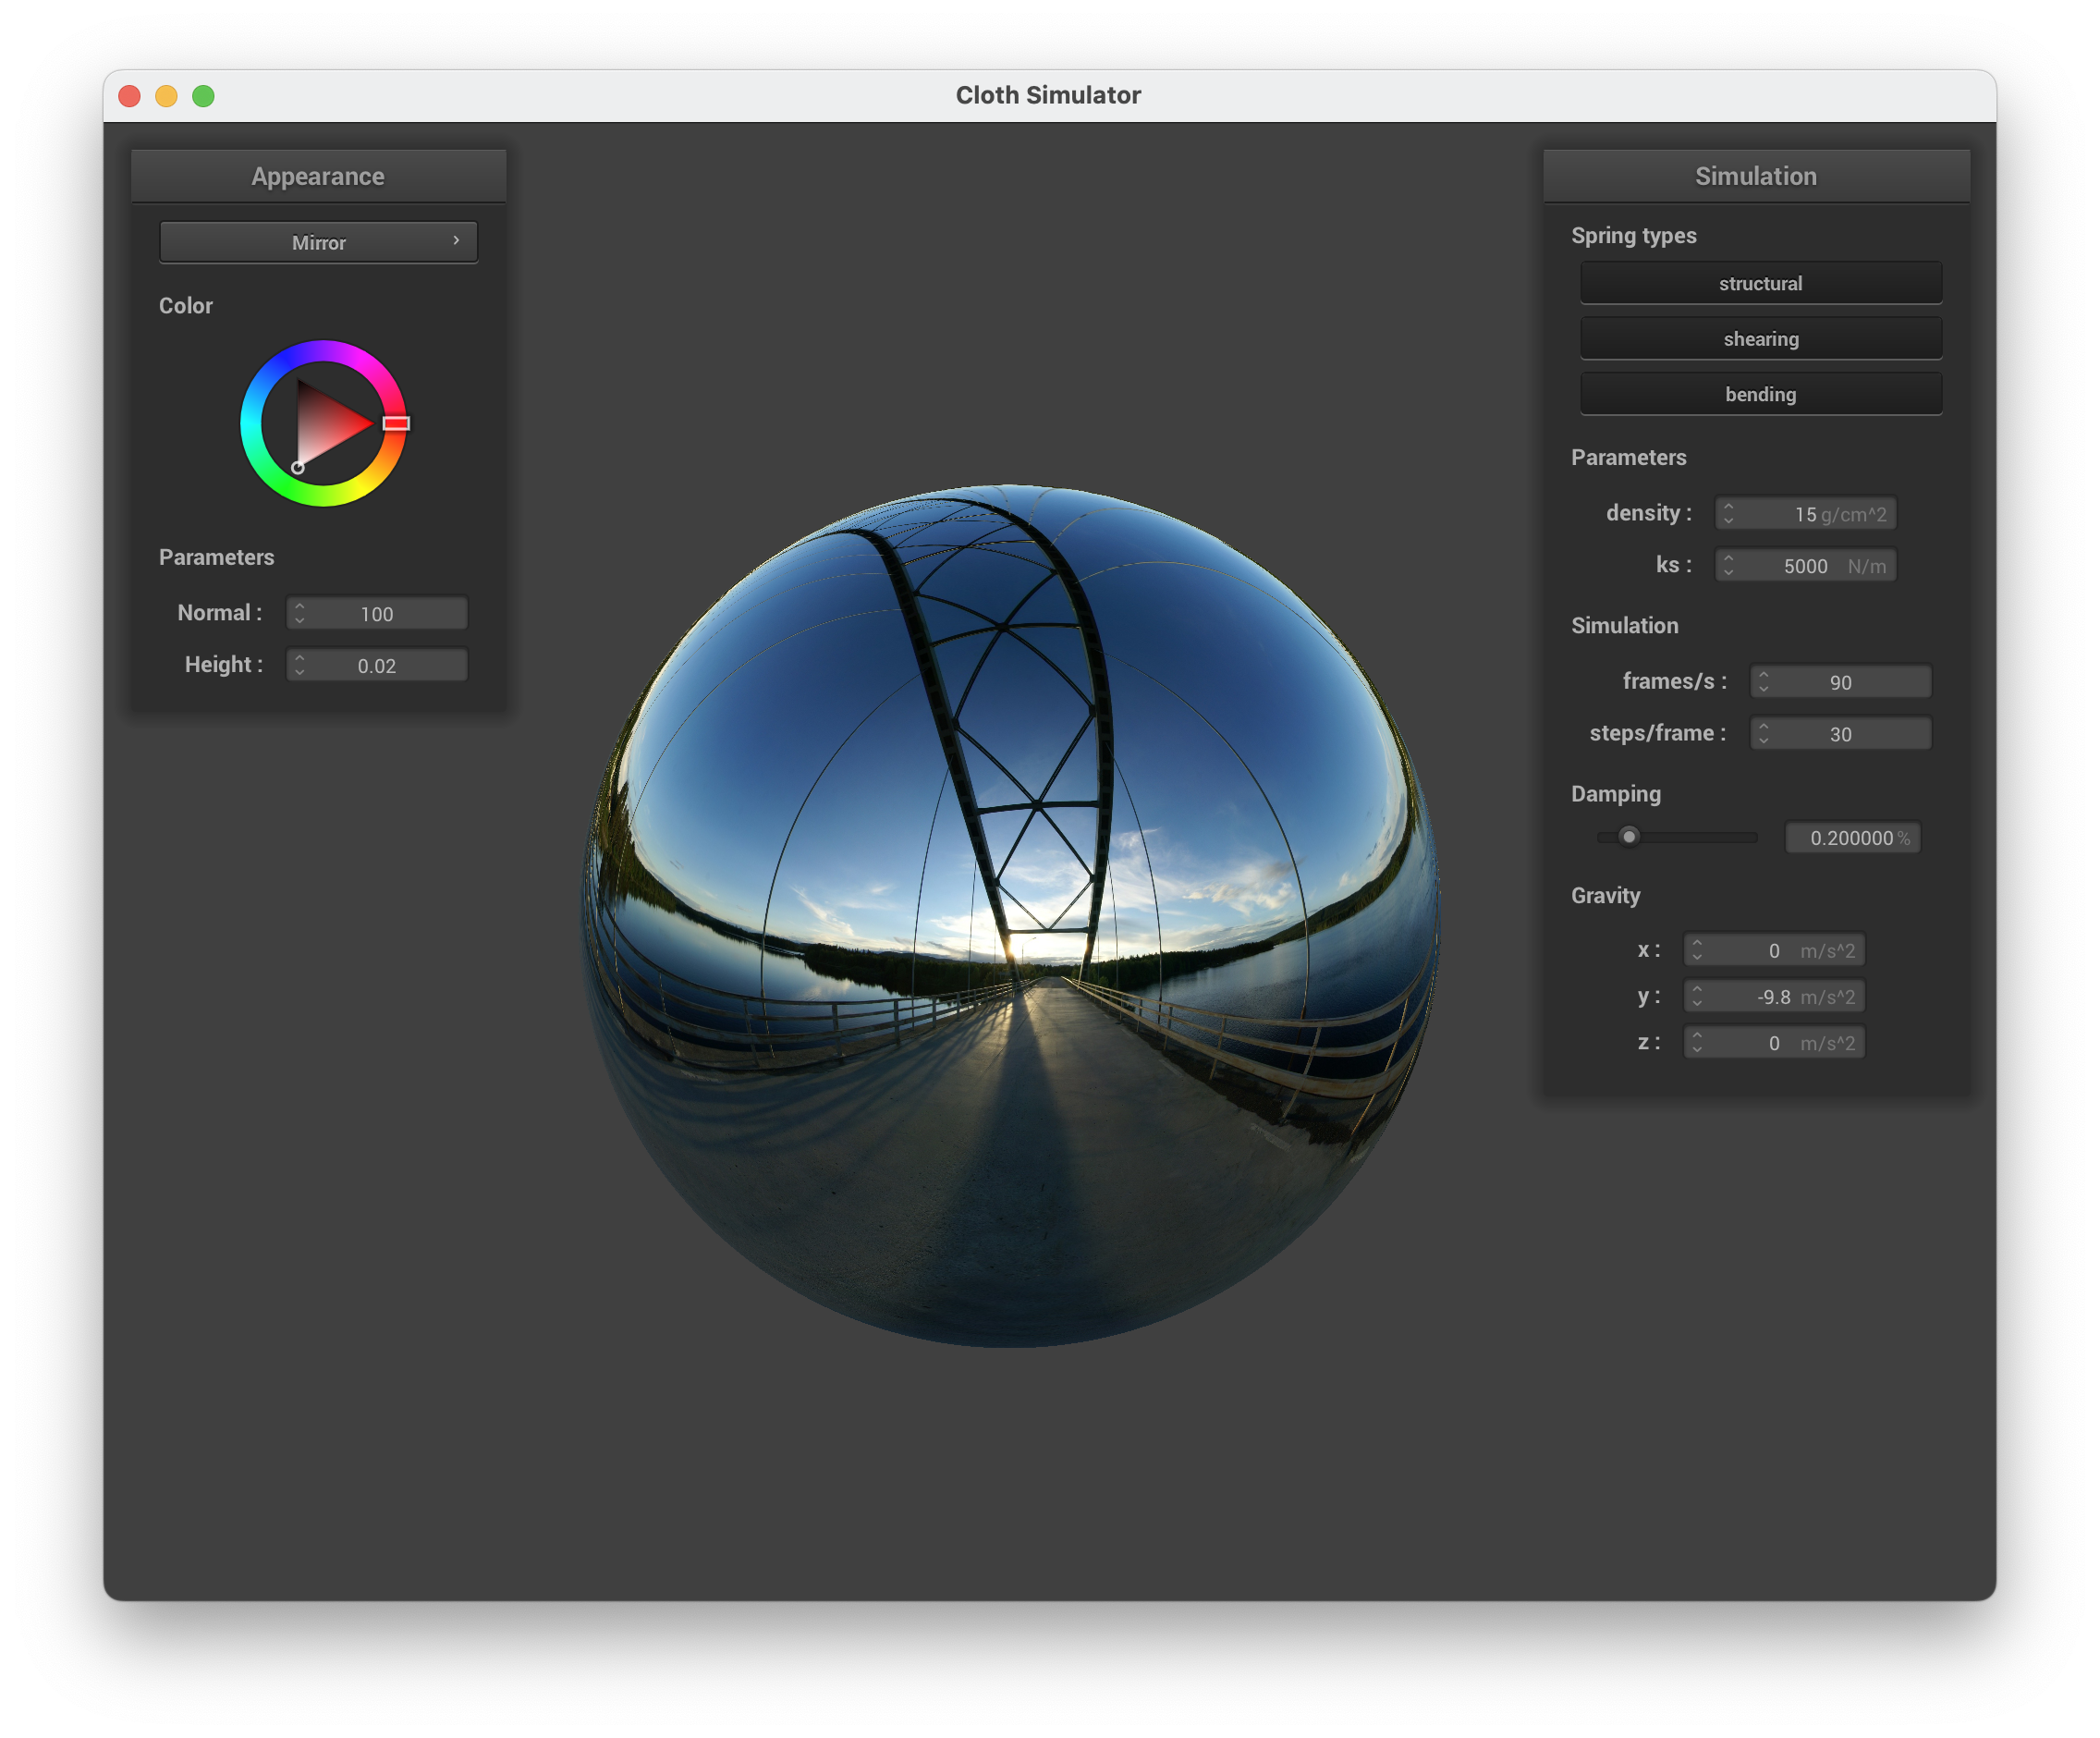 Cloth Simulator
Appearance
Mirror
Color
Parameters
Normal : 100
Height : 0.02
Simulation
Spring types
structural
shearing
bending
Parameters
density : 15 g/cm^2
ks : 5000 N/m
Simulation
frames/s : 90
steps/frame : 30
Damping
0.200000 %
Gravity
x : 0 m/s^2
y : -9.8 m/s^2
z : 0 m/s^2